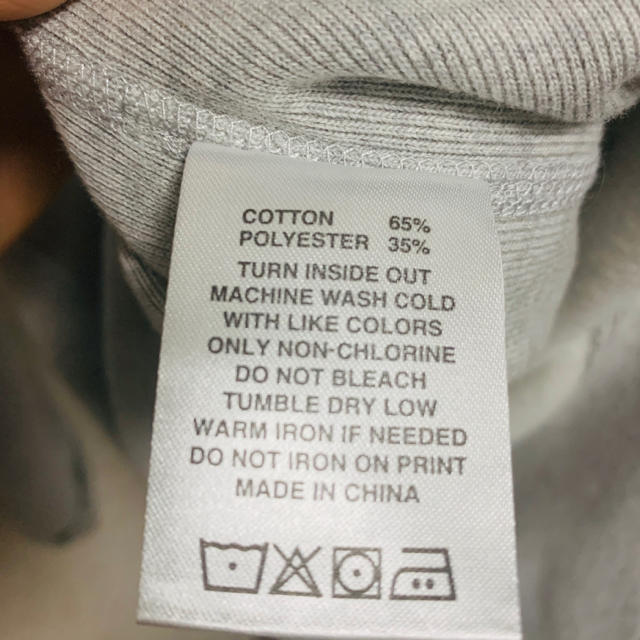 COTTON 65%
POLYESTER 35%
TURN INSIDE OUT
MACHINE WASH COLD
WITH LIKE COLORS
ONLY NON-CHLORINE
DO NOT BLEACH
TUMBLE DRY LOW
WARM IRON IF NEEDED
DO NOT IRON ON PRINT
MADE IN CHINA